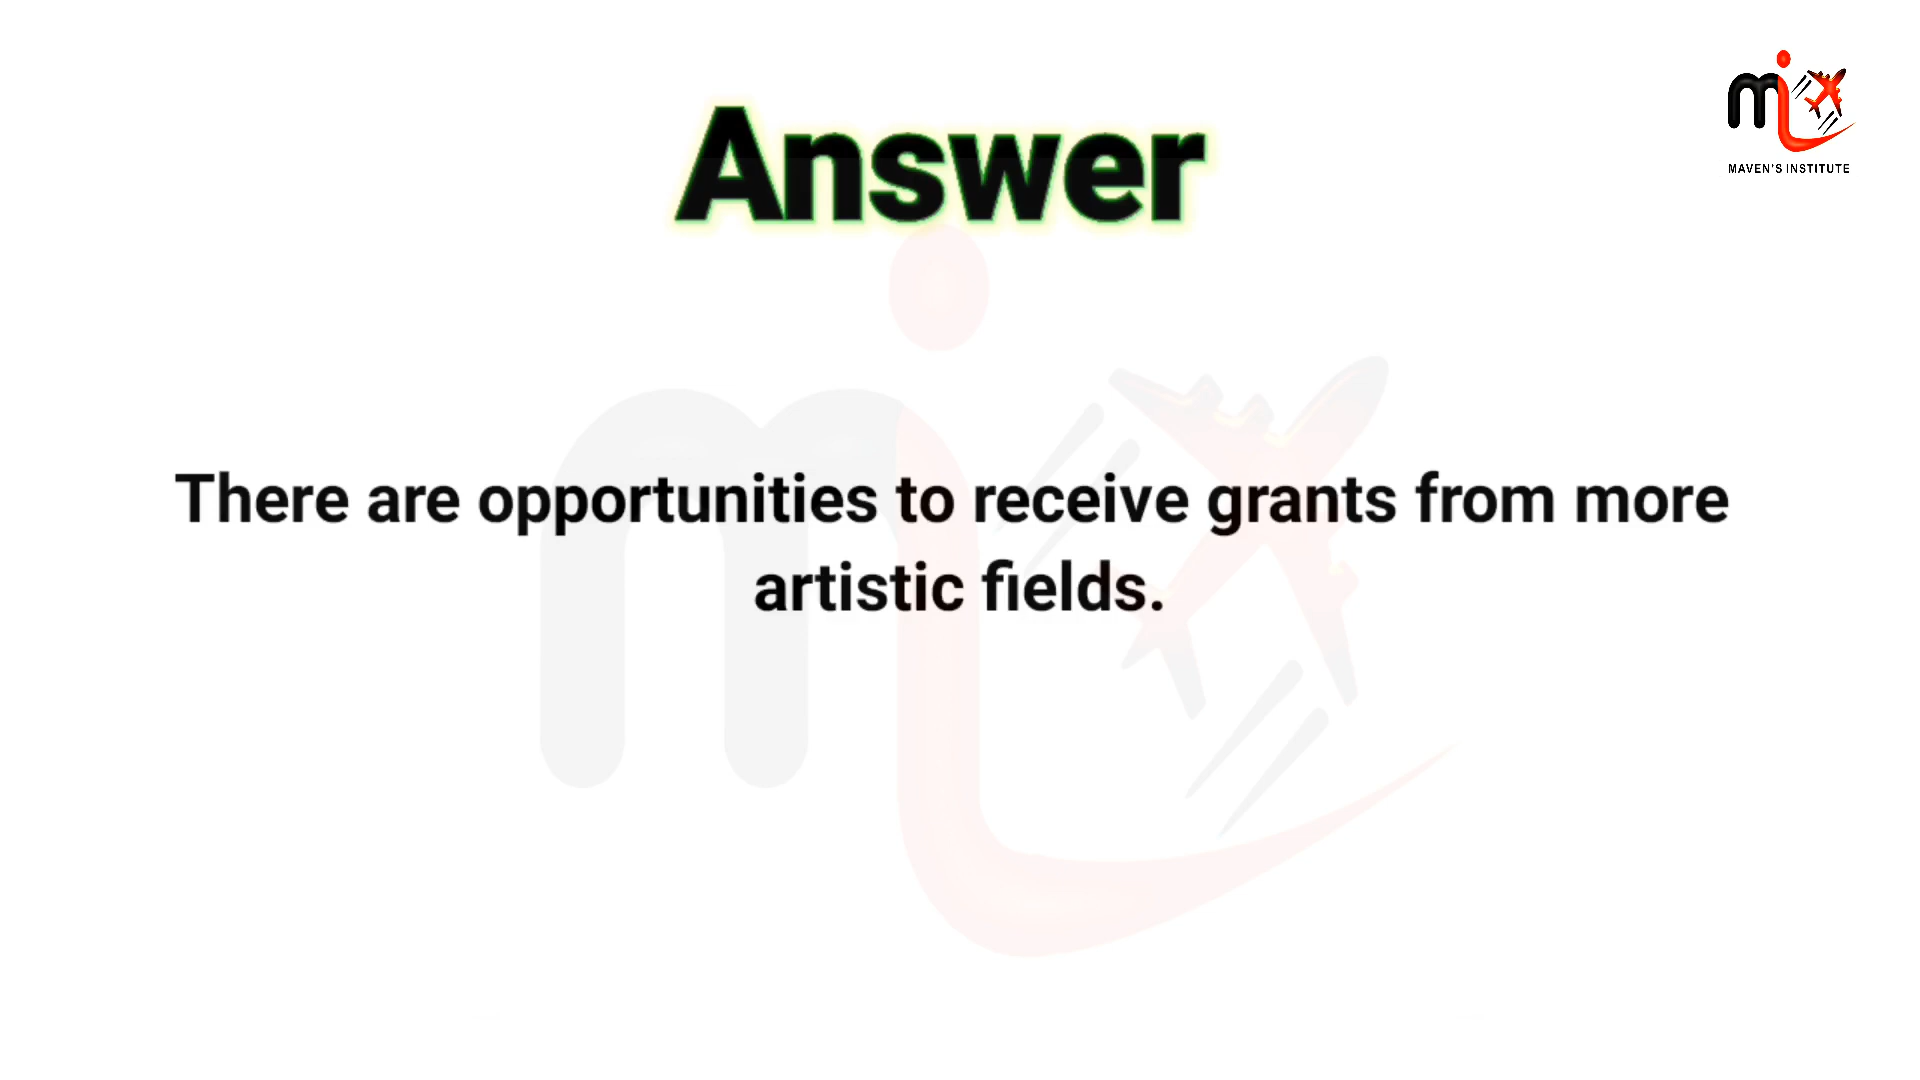 Answer
MAVEN'S INSTITUTE
There are opportunities to receive grants from more
artistic fields.